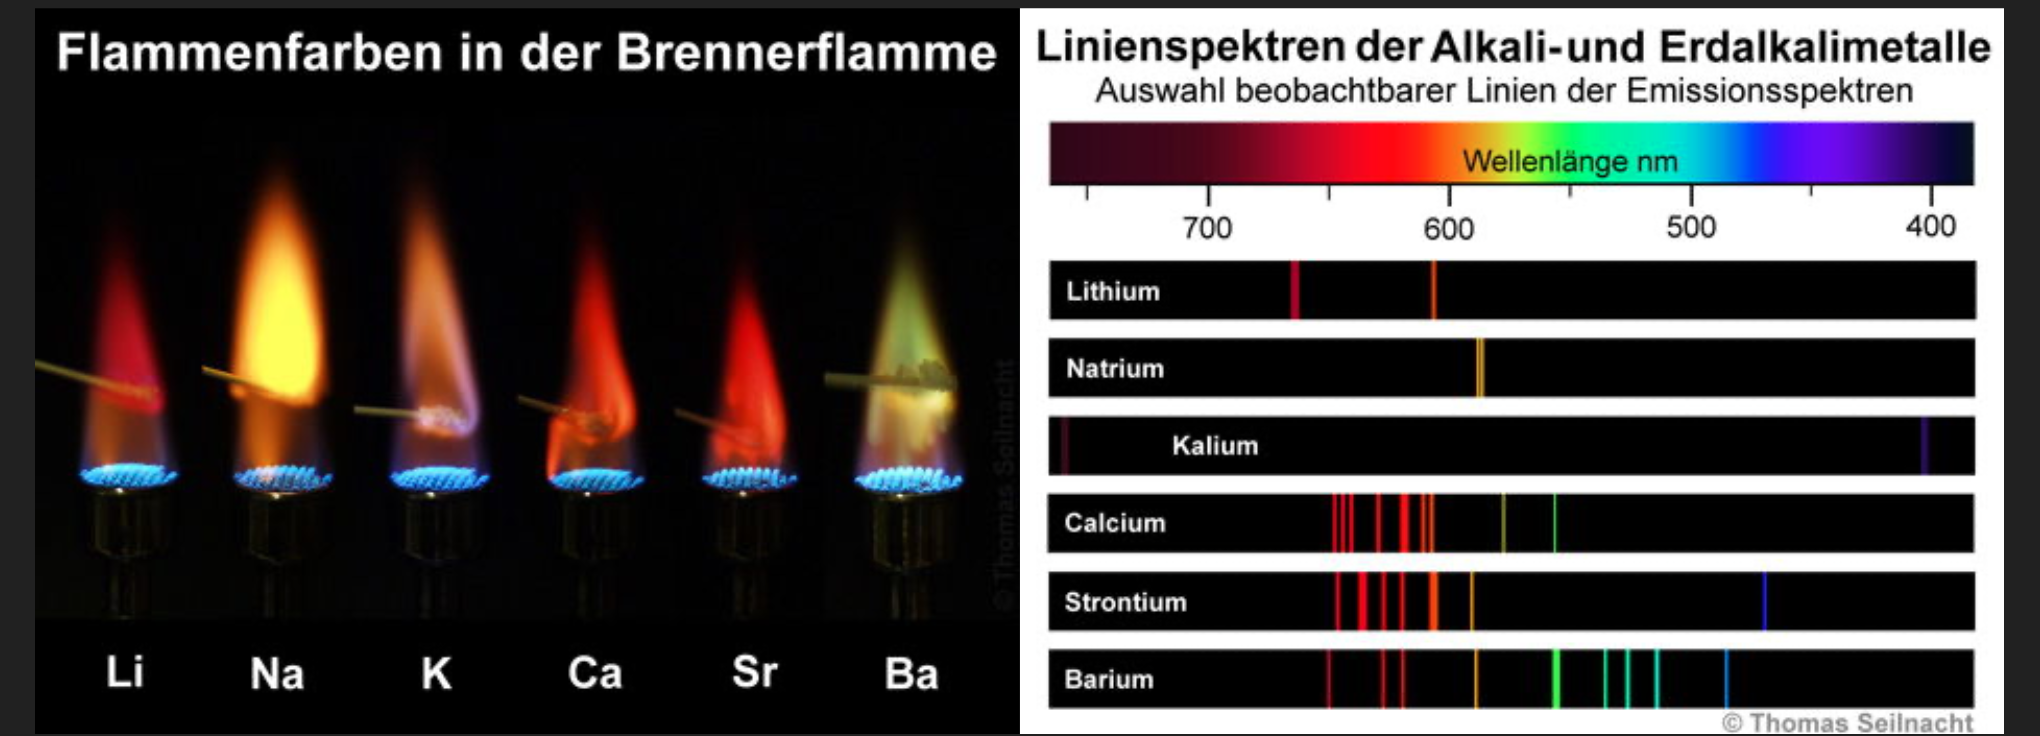 Flammenfarben in der Brennerflamme
© Thomas Seilnacht
Li Na K Ca Sr Ba
Linienspektren der Alkali-und Erdalkalimetalle
Auswahl beobachtbarer Linien der Emissionsspektren
Wellenlänge nm
700 600 500 400
Lithium
Natrium
Kalium
Calcium
Strontium
Barium
© Thomas Seilnacht